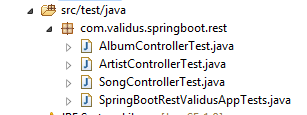 src/test/java
com.validus.springboot.rest
AlbumControllerTest.java
ArtistControllerTest.java
SongControllerTest.java
SpringBootRestValidusAppTests.java